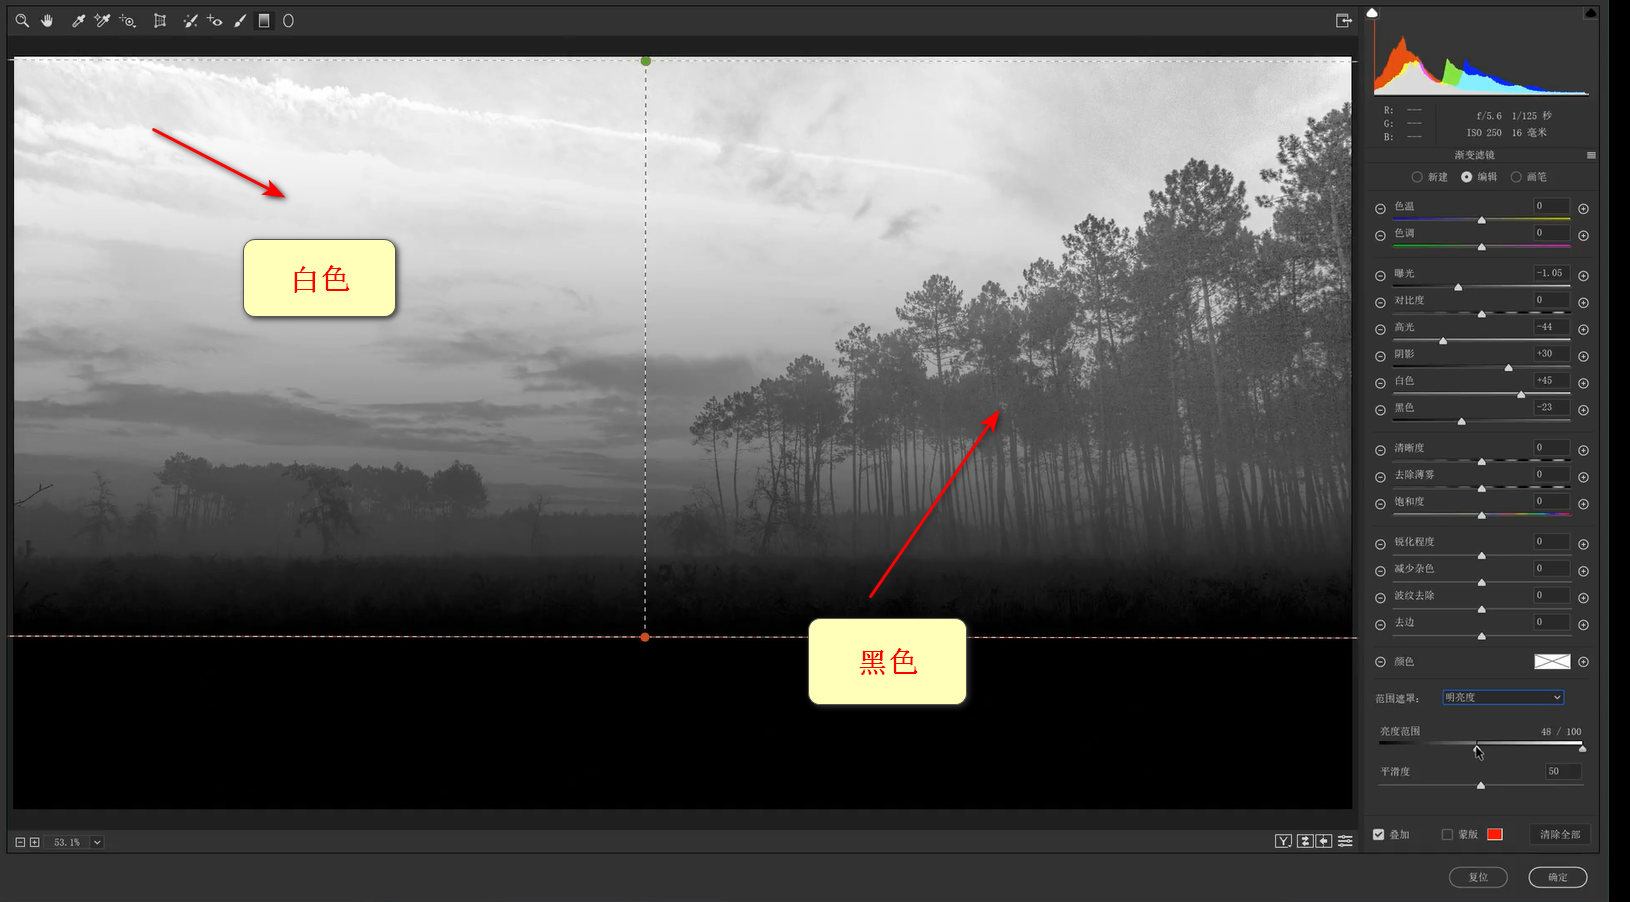 白色
黑色
53.1%
R: ---
G: ---
B: ---
f/5.6 1/125 秒
ISO 250 16 毫米
渐变滤镜
新建 编辑 画笔
色温 0
色调 0
曝光 -1.05
对比度 0
高光 -44
阴影 +30
白色 +45
黑色 -23
清晰度 0
去除薄雾 0
饱和度 0
锐化程度 0
减少杂色 0
波纹去除 0
去边 0
颜色
范围遮罩: 明亮度
亮度范围 48 / 100
平滑度 50
叠加 蒙版 清除全部
复位 确定